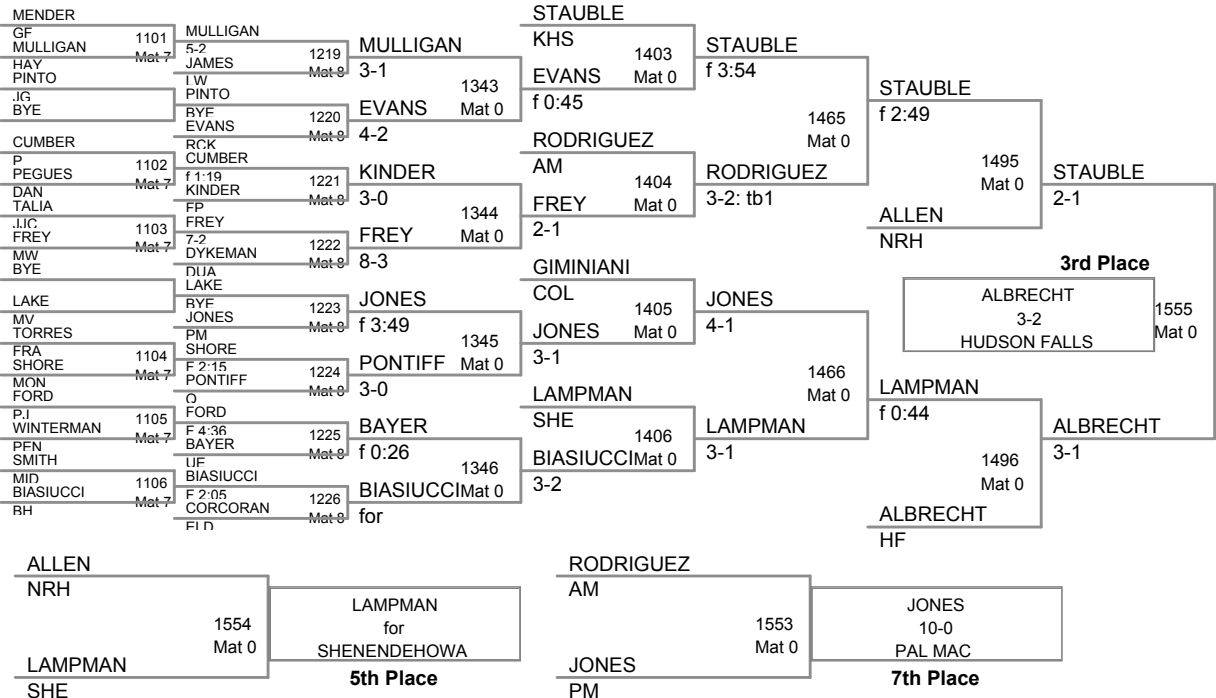 MENDER
GF
1101
Mat 7
MULLIGAN
HAY
PINTO
JG
BYE
CUMBER
P
1102
Mat 7
PEGUES
DAN
TALIA
JJC
1103
Mat 7
FREY
MW
BYE
LAKE
MV
TORRES
FRA
1104
Mat 7
SHORE
MON
FORD
PJ
1105
Mat 7
WINTERMAN
PEN
SMITH
MID
1106
Mat 7
BIASIUCCI
BH
MULLIGAN
5-2
1219
Mat 8
JAMES
LW
PINTO
BYE
1220
Mat 8
EVANS
RCK
CUMBER
f 1:19
1221
Mat 8
KINDER
FP
FREY
7-2
1222
Mat 8
DYKEMAN
DUA
LAKE
BYE
1223
Mat 8
JONES
PM
SHORE
F 2:15
1224
Mat 8
PONTIFF
O
FORD
F 4:36
1225
Mat 8
BAYER
UE
BIASIUCCI
F 2:05
1226
Mat 8
CORCORAN
ELD
MULLIGAN
3-1
1343
Mat 0
EVANS
4-2
KINDER
3-0
1344
Mat 0
FREY
8-3
JONES
f 3:49
1345
Mat 0
PONTIFF
3-0
BAYER
f 0:26
1346
Mat 0
BIASIUCCI
for
STAUBLE
KHS
1403
Mat 0
EVANS
f 0:45
RODRIGUEZ
AM
1404
Mat 0
FREY
2-1
GIMINIANI
COL
1405
Mat 0
JONES
3-1
LAMPMAN
SHE
1406
Mat 0
BIASIUCCI
3-2
STAUBLE
f 3:54
1465
Mat 0
RODRIGUEZ
3-2: tb1
JONES
4-1
1466
Mat 0
LAMPMAN
3-1
STAUBLE
f 2:49
1495
Mat 0
ALLEN
NRH
LAMPMAN
f 0:44
1496
Mat 0
ALBRECHT
HF
STAUBLE
2-1
3rd Place
ALBRECHT
3-2
HUDSON FALLS
1555
Mat 0
ALBRECHT
3-1
ALLEN
NRH
1554
Mat 0
LAMPMAN
SHE
LAMPMAN
for
SHENENDEHOWA
5th Place
RODRIGUEZ
AM
1553
Mat 0
JONES
PM
JONES
10-0
PAL MAC
7th Place